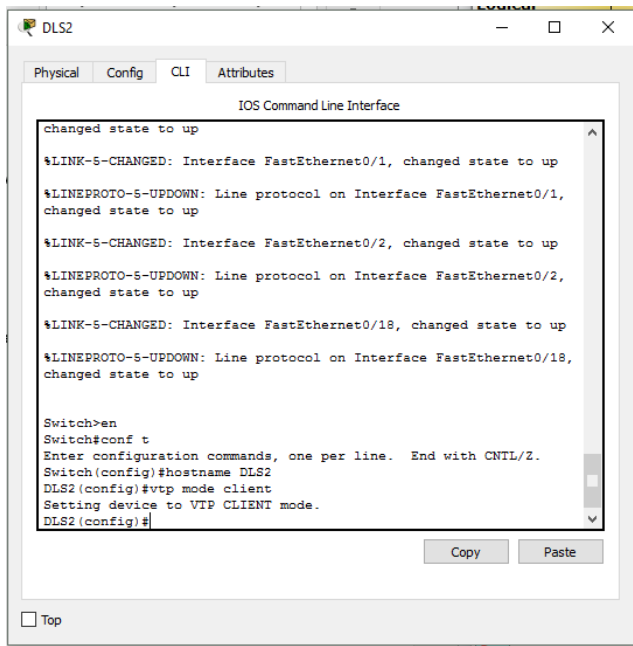 Logical
DLS2
Physical Config CLI Attributes
IOS Command Line Interface
changed state to up
%LINK-5-CHANGED: Interface FastEthernet0/1, changed state to up
%LINEPROTO-5-UPDOWN: Line protocol on Interface FastEthernet0/1,
changed state to up
%LINK-5-CHANGED: Interface FastEthernet0/2, changed state to up
%LINEPROTO-5-UPDOWN: Line protocol on Interface FastEthernet0/2,
changed state to up
%LINK-5-CHANGED: Interface FastEthernet0/18, changed state to up
%LINEPROTO-5-UPDOWN: Line protocol on Interface FastEthernet0/18,
changed state to up
Switch>en
Switch#conf t
Enter configuration commands, one per line.  End with CNTL/Z.
Switch(config)#hostname DLS2
DLS2(config)#vtp mode client
Setting device to VTP CLIENT mode.
DLS2(config)#
Copy Paste
Top